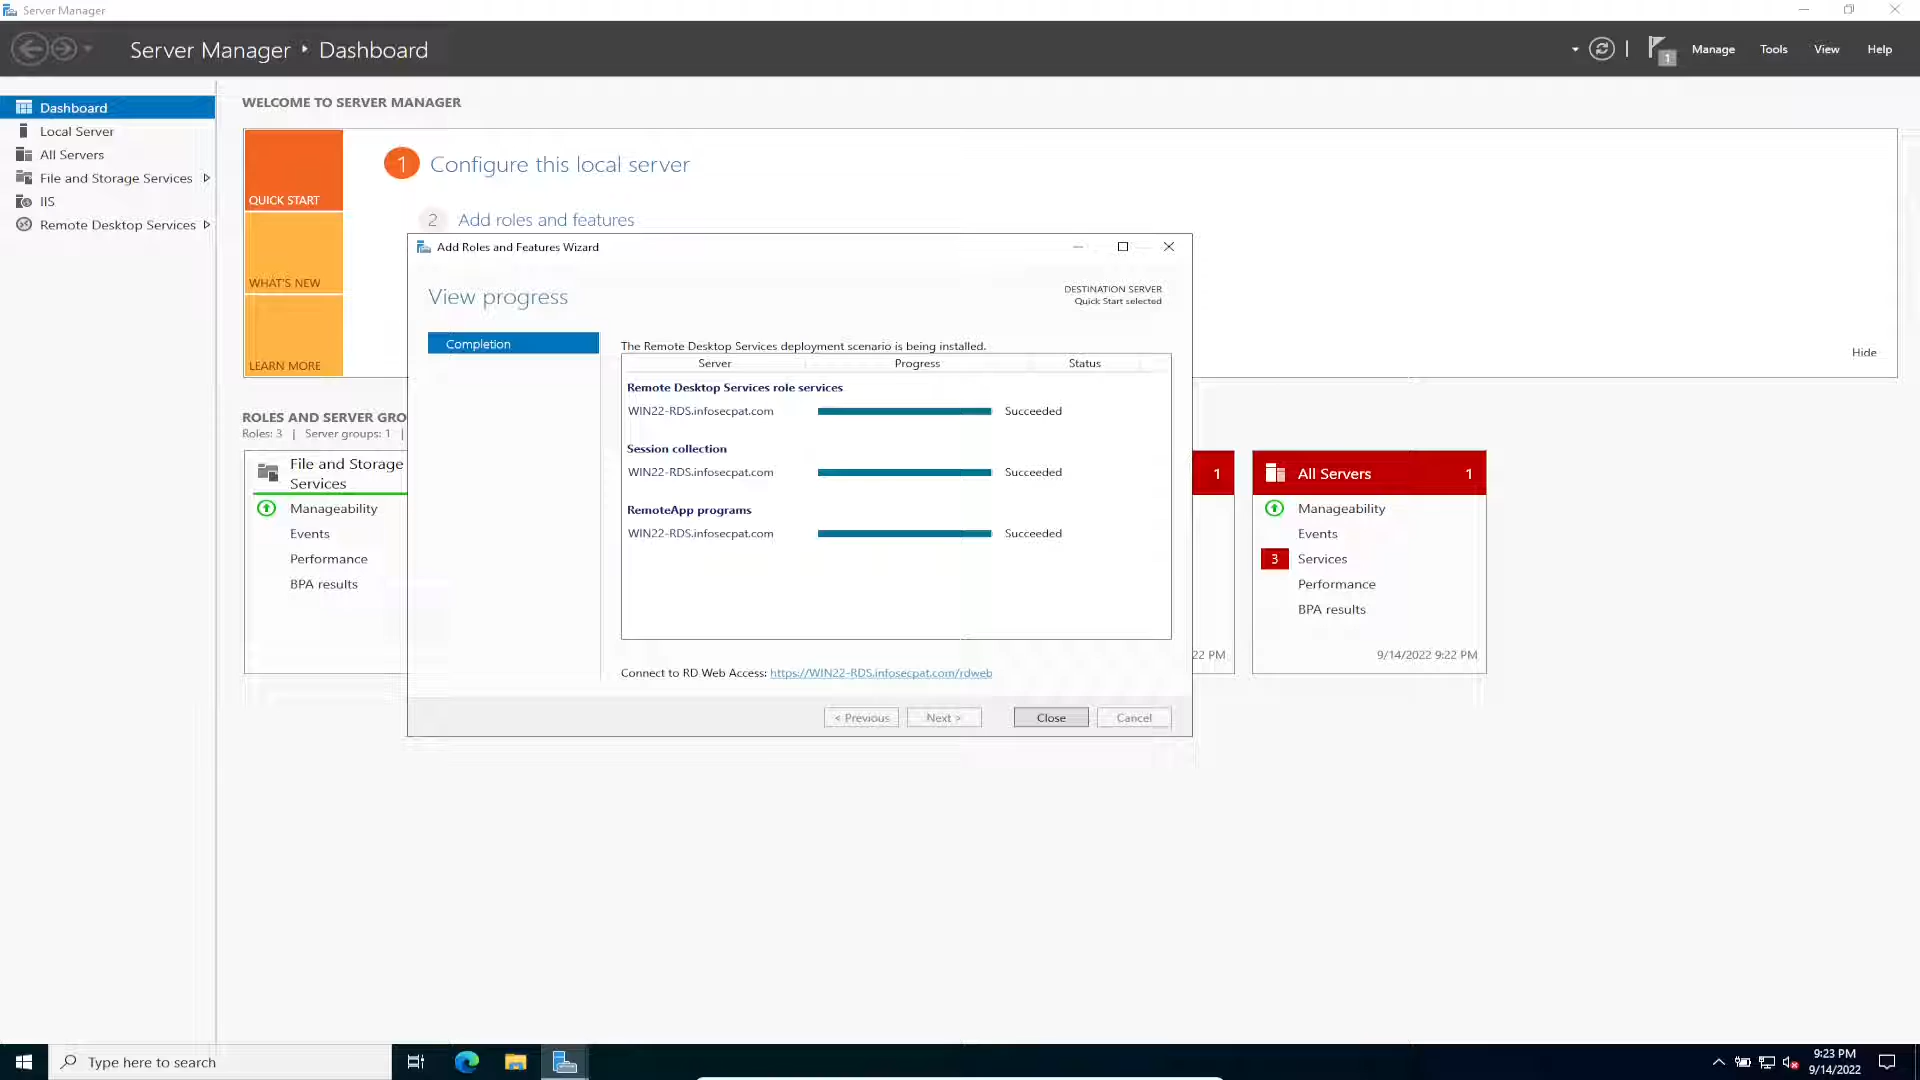 Server Manager
Server Manager ‣ Dashboard
1
Manage
Tools
View
Help
Dashboard
Local Server
All Servers
File and Storage Services
IIS
Remote Desktop Services
WELCOME TO SERVER MANAGER
QUICK START
WHAT'S NEW
LEARN MORE
1 Configure this local server
2 Add roles and features
Hide
Add Roles and Features Wizard
View progress
DESTINATION SERVER
Quick Start selected
Completion
The Remote Desktop Services deployment scenario is being installed.
Server Progress Status
Remote Desktop Services role services
WIN22-RDS.infosecpat.com Succeeded
Session collection
WIN22-RDS.infosecpat.com Succeeded
RemoteApp programs
WIN22-RDS.infosecpat.com Succeeded
Connect to RD Web Access: https://WIN22-RDS.infosecpat.com/rdweb
< Previous
Next >
Close
Cancel
ROLES AND SERVER GRO
Roles: 3 | Server groups: 1 |
File and Storage
Services
Manageability
Events
Performance
BPA results
1
22 PM
All Servers 1
Manageability
Events
3 Services
Performance
BPA results
9/14/2022 9:22 PM
Type here to search
9:23 PM
9/14/2022